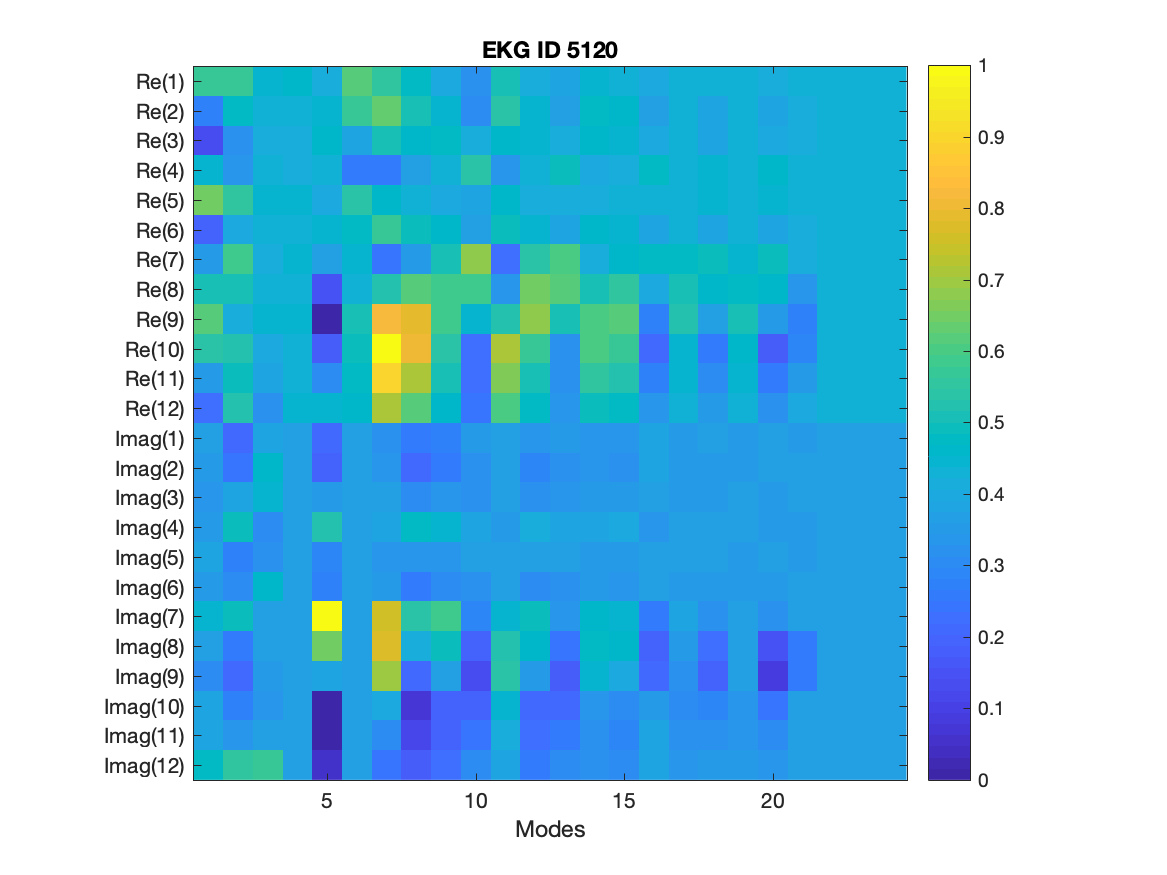 EKG ID 5120
Re(1)
Re(2)
Re(3)
Re(4)
Re(5)
Re(6)
Re(7)
Re(8)
Re(9)
Re(10)
Re(11)
Re(12)
Imag(1)
Imag(2)
Imag(3)
Imag(4)
Imag(5)
Imag(6)
Imag(7)
Imag(8)
Imag(9)
Imag(10)
Imag(11)
Imag(12)
5 10 15 20
Modes
1
0.9
0.8
0.7
0.6
0.5
0.4
0.3
0.2
0.1
0